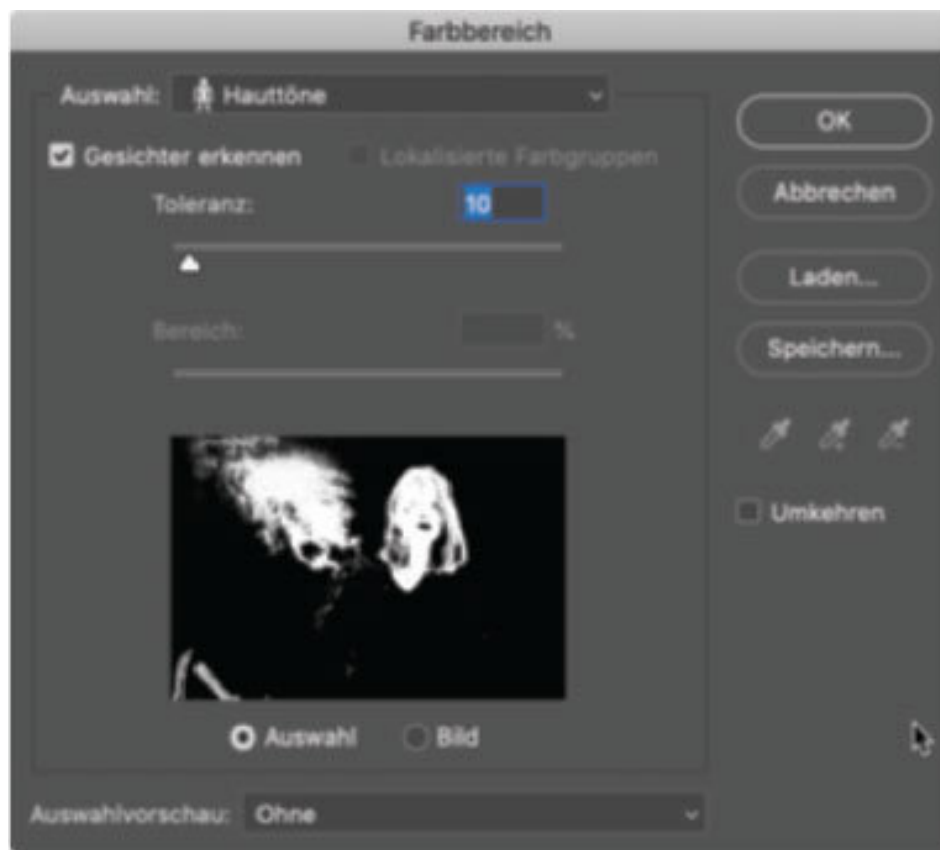 Farbbereich
Auswahl: Hauttöne
Gesichter erkennen
Lokalisierte Farbgruppen
Toleranz: 10
Bereich: %
Auswahl Bild
Auswahlvorschau: Ohne
OK
Abbrechen
Laden...
Speichern...
Umkehren